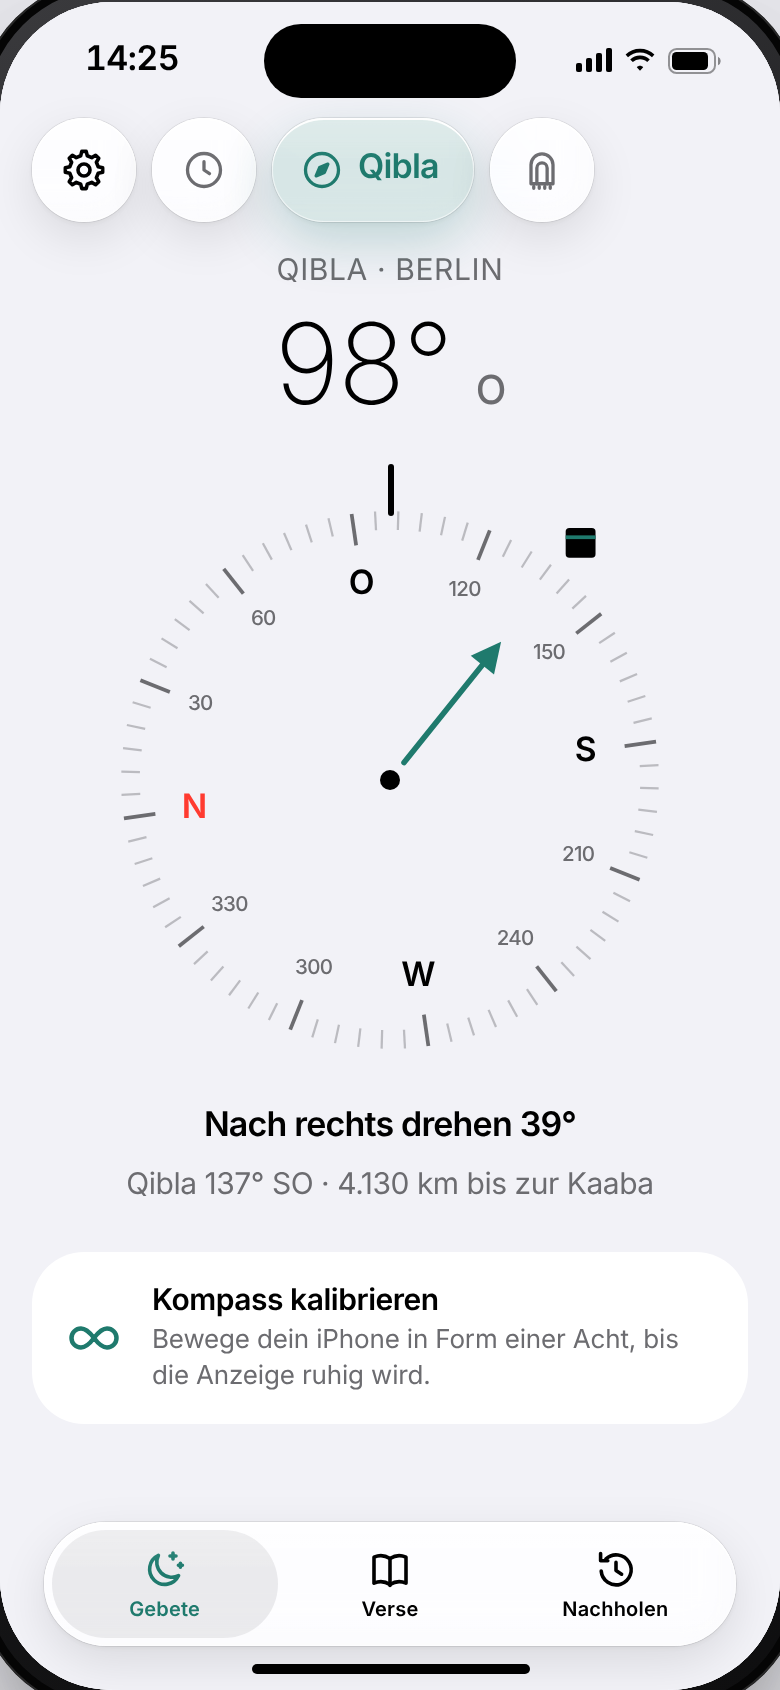 14:25
Qibla
QIBLA · BERLIN
98° O
O
120
60
150
30
S
N
210
330
240
300
W
Nach rechts drehen 39°
Qibla 137° SO · 4.130 km bis zur Kaaba
Kompass kalibrieren
Bewege dein iPhone in Form einer Acht, bis
die Anzeige ruhig wird.
Gebete
Verse
Nachholen